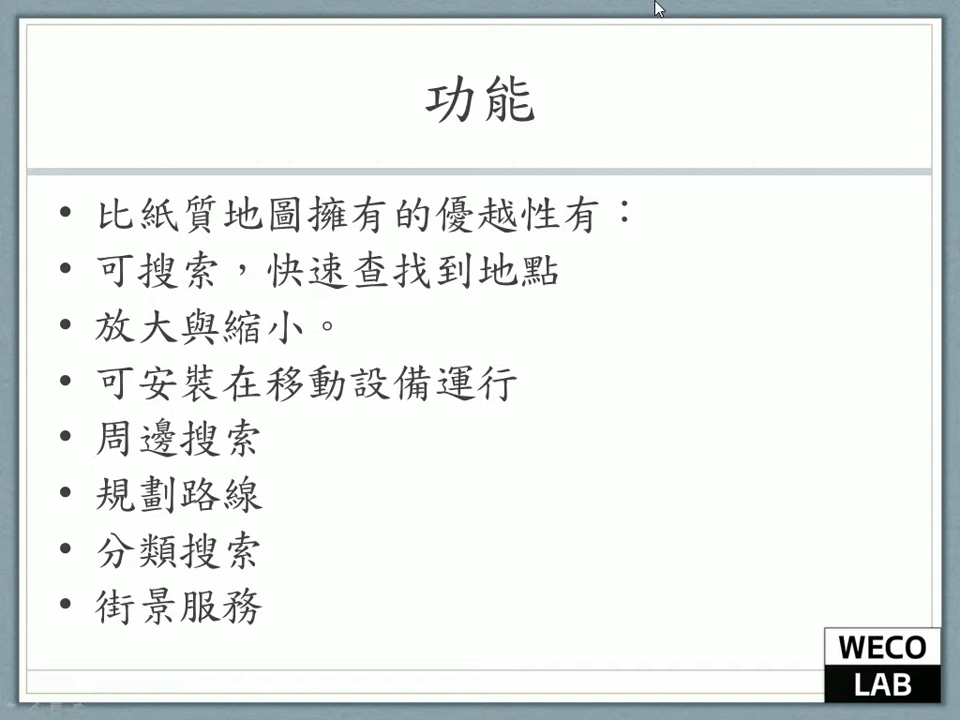 功能
• 比紙質地圖擁有的優越性有：
• 可搜索，快速查找到地點
• 放大與縮小。
• 可安裝在移動設備運行
• 周邊搜索
• 規劃路線
• 分類搜索
• 街景服務
WECO
LAB